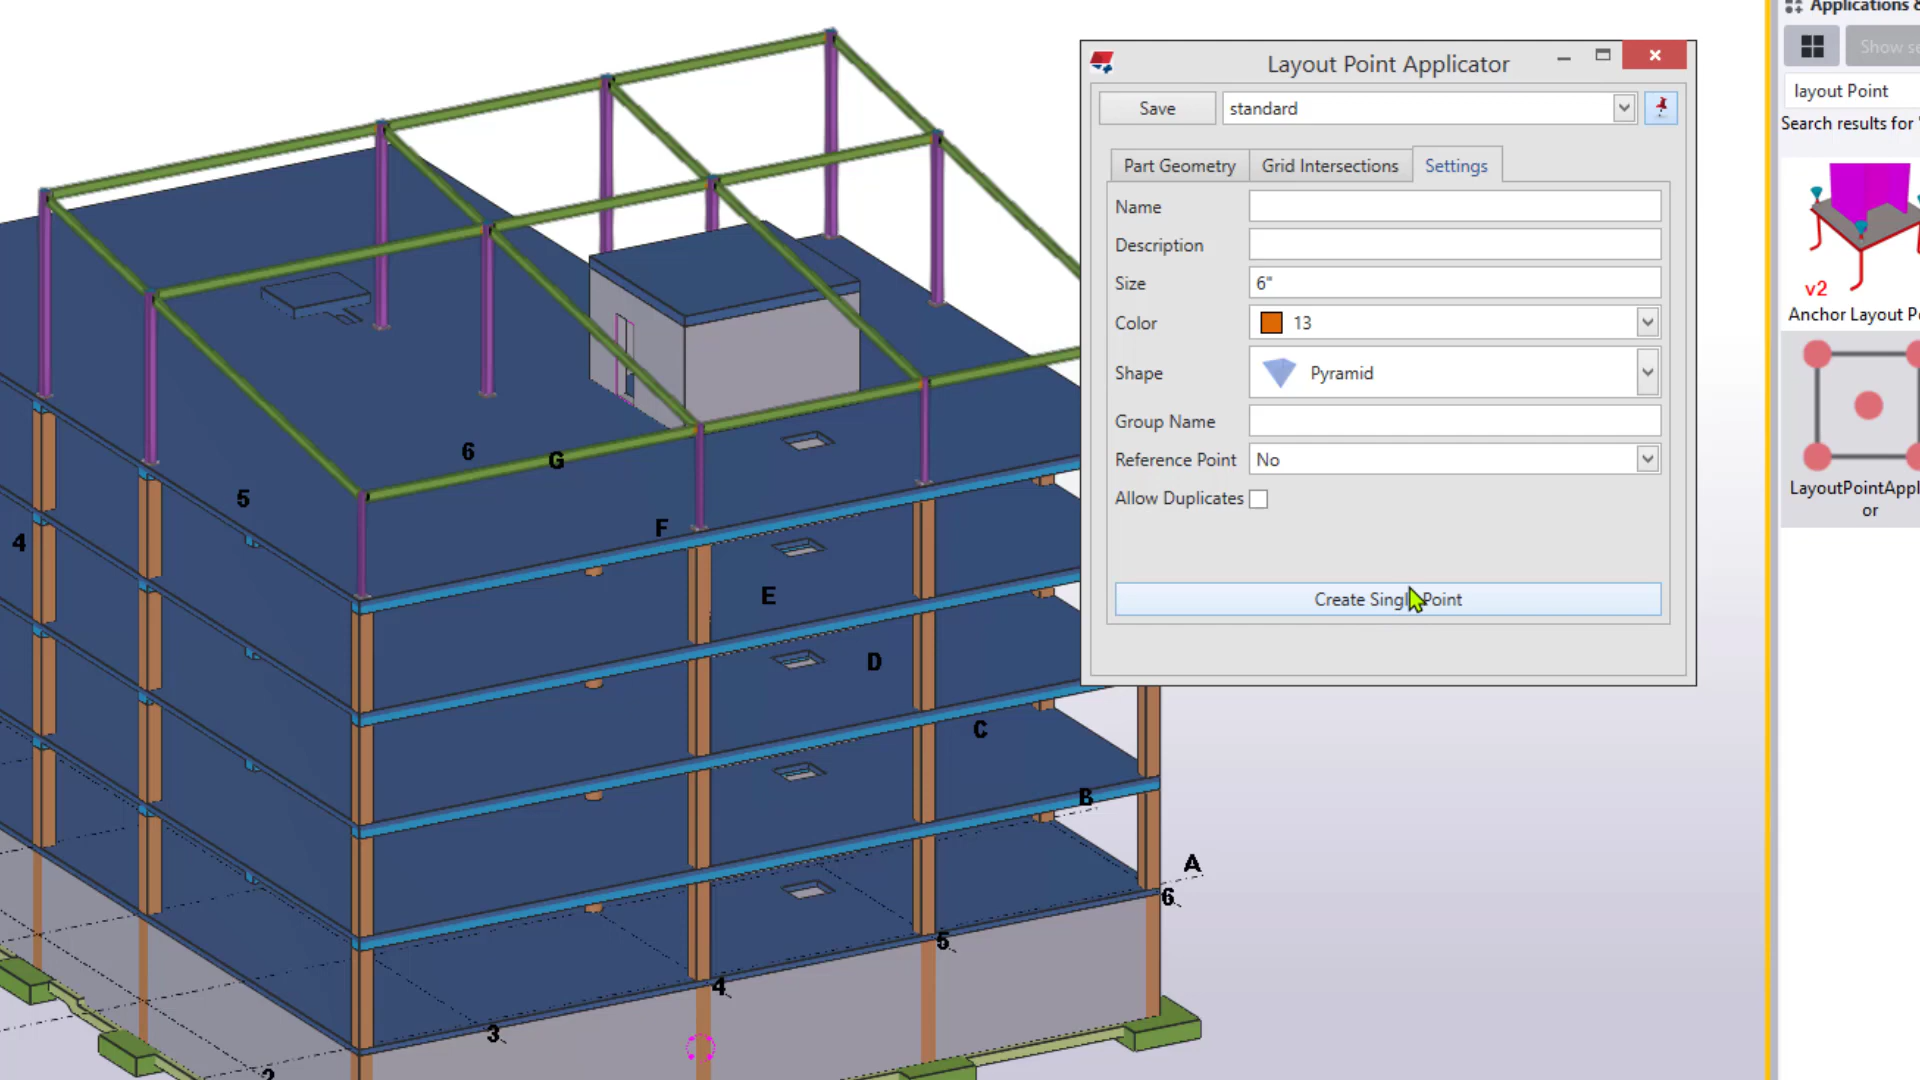 Applications &
Layout Point Applicator
Save
standard
Show se
layout Point
Search results for
Part Geometry
Grid Intersections
Settings
Name
Description
Size
6"
Color
13
Shape
Pyramid
Group Name
Reference Point
No
Allow Duplicates
Create Single Point
v2
Anchor Layout Po
LayoutPointAppl
or
6
G
5
F
4
E
D
C
B
A
6
5
4
3
2